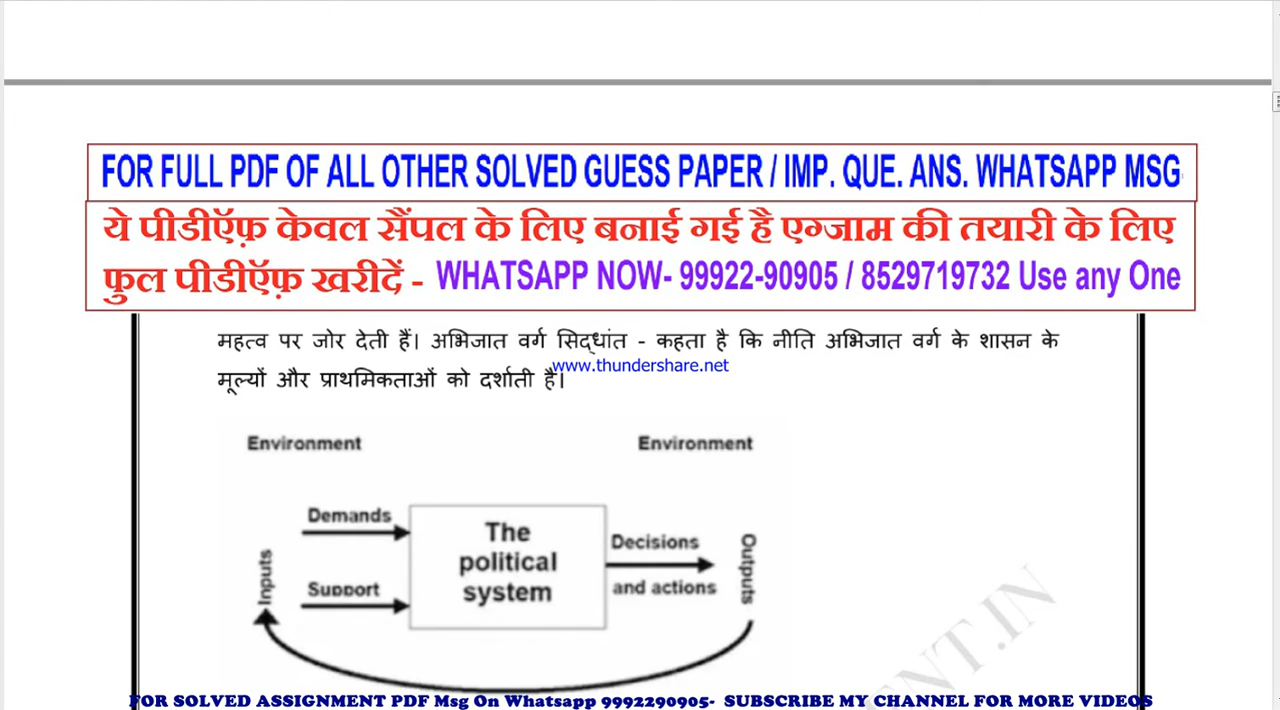 FOR FULL PDF OF ALL OTHER SOLVED GUESS PAPER / IMP. QUE. ANS. WHATSAPP MSG
ये पीडीऍफ़ केवल सैंपल के लिए बनाई गई है एग्जाम की तयारी के लिए
फुल पीडीऍफ़ खरीदें - WHATSAPP NOW- 99922-90905 / 8529719732 Use any One
महत्व पर जोर देती हैं। अभिजात वर्ग सिद्धांत - कहता है कि नीति अभिजात वर्ग के शासन के
www.thundershare.net
मूल्यों और प्राथमिकताओं को दर्शाती है।
Environment
Environment
Demands
The
political
system
Decisions
and actions
Inputs
Support
Outputs
ENT.IN
FOR SOLVED ASSIGNMENT PDF Msg On Whatsapp 9992290905- SUBSCRIBE MY CHANNEL FOR MORE VIDEOS